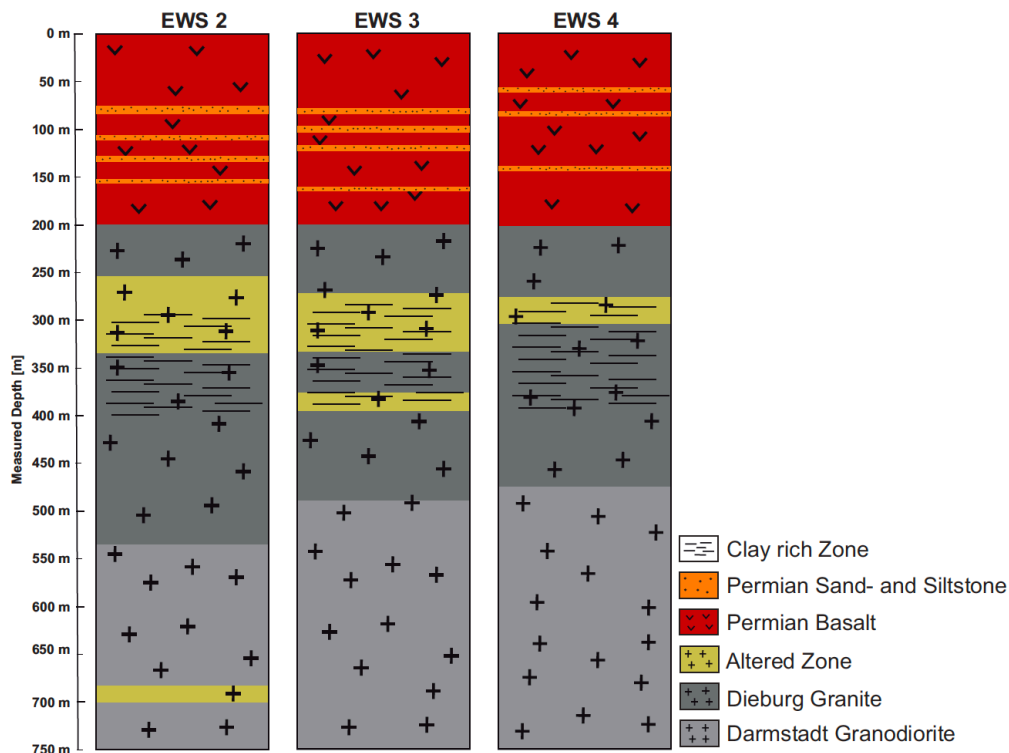 EWS 2
EWS 3
EWS 4
0 m
50 m
100 m
150 m
200 m
250 m
300 m
350 m
400 m
450 m
500 m
550 m
600 m
650 m
700 m
750 m
Measured Depth [m]
Clay rich Zone
Permian Sand- and Siltstone
Permian Basalt
Altered Zone
Dieburg Granite
Darmstadt Granodiorite